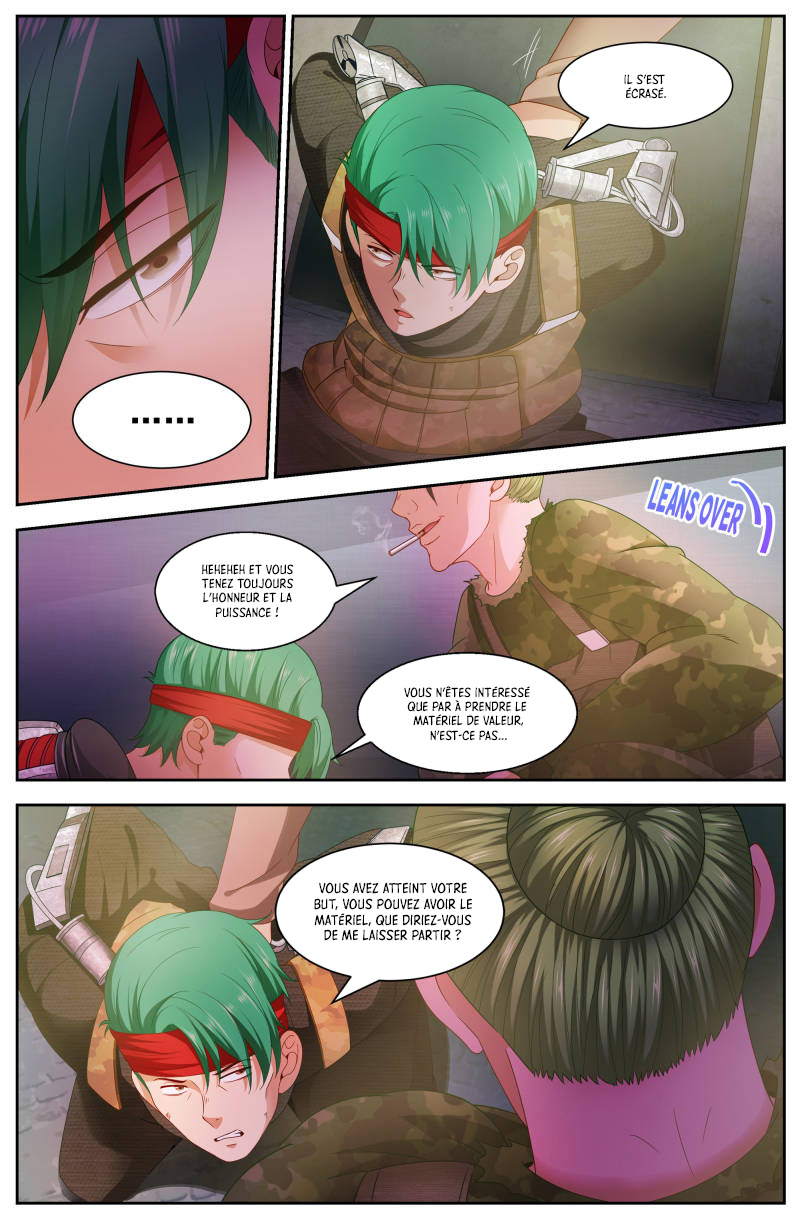 ......
IL S'EST
ÉCRASÉ.
LEANS OVER
HEHEHEH ET VOUS
TENEZ TOUJOURS
L'HONNEUR ET LA
PUISSANCE !
VOUS N'ÊTES INTÉRESSÉ
QUE PAR À PRENDRE LE
MATÉRIEL DE VALEUR,
N'EST-CE PAS...
VOUS AVEZ ATTEINT VOTRE
BUT, VOUS POUVEZ AVOIR LE
MATÉRIEL, QUE DIRIEZ-VOUS
DE ME LAISSER PARTIR ?